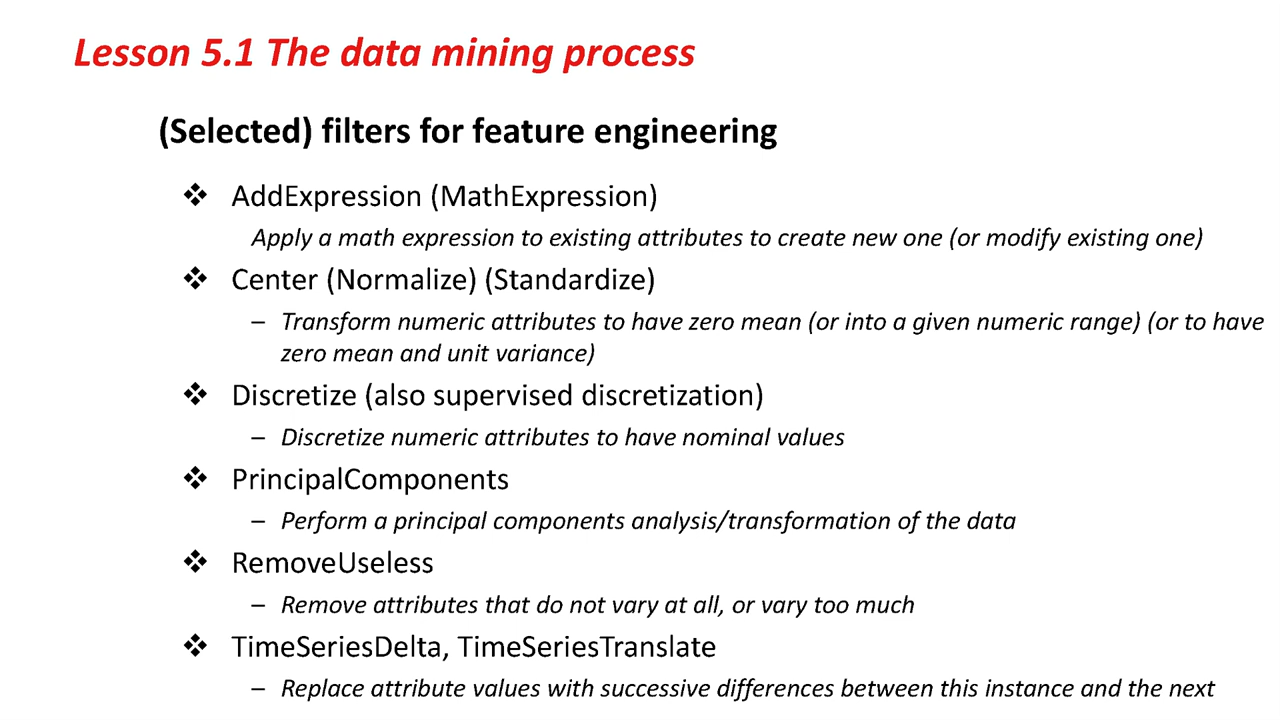 Lesson 5.1 The data mining process
(Selected) filters for feature engineering
❖ AddExpression (MathExpression)
Apply a math expression to existing attributes to create new one (or modify existing one)
❖ Center (Normalize) (Standardize)
– Transform numeric attributes to have zero mean (or into a given numeric range) (or to have
zero mean and unit variance)
❖ Discretize (also supervised discretization)
– Discretize numeric attributes to have nominal values
❖ PrincipalComponents
– Perform a principal components analysis/transformation of the data
❖ RemoveUseless
– Remove attributes that do not vary at all, or vary too much
❖ TimeSeriesDelta, TimeSeriesTranslate
– Replace attribute values with successive differences between this instance and the next